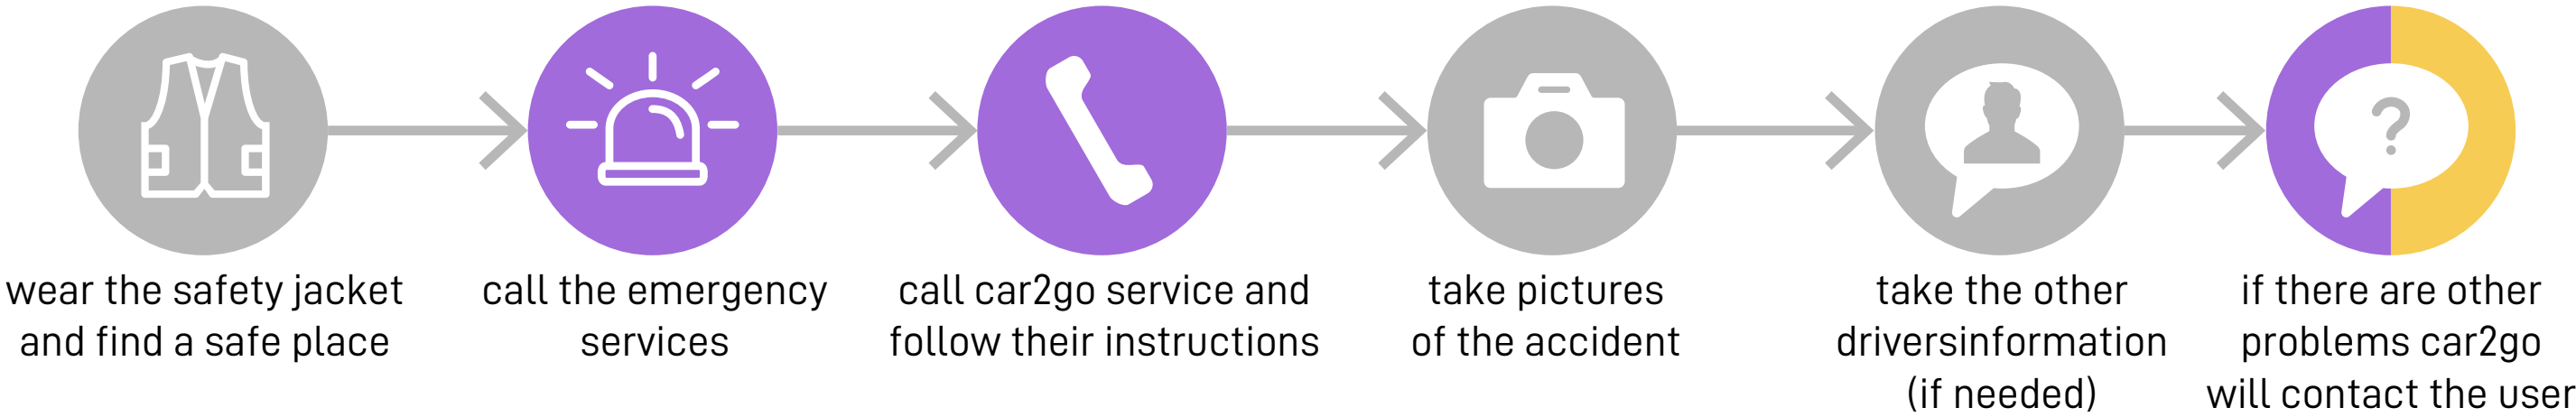 wear the safety jacket
and find a safe place
call the emergency
services
call car2go service and
follow their instructions
take pictures
of the accident
take the other
driversinformation
(if needed)
?
if there are other
problems car2go
will contact the user